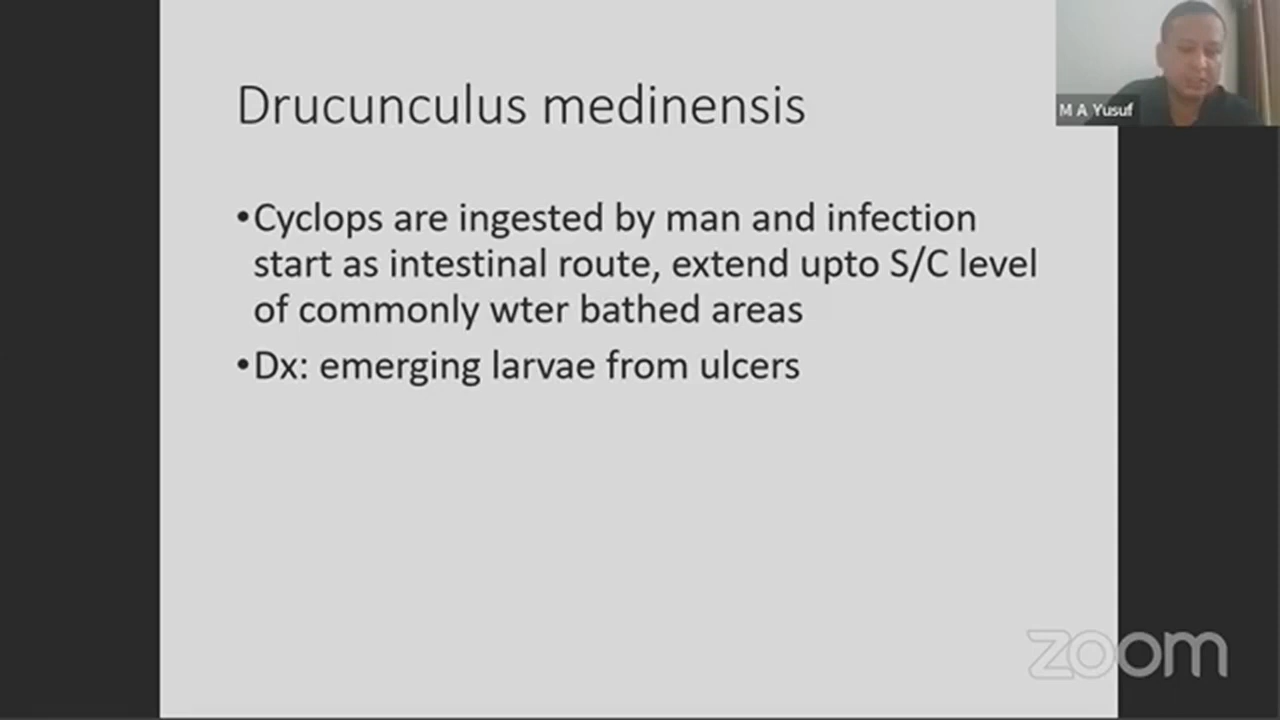 Drucunculus medinensis
M A Yusuf
•Cyclops are ingested by man and infection
start as intestinal route, extend upto S/C level
of commonly wter bathed areas
•Dx: emerging larvae from ulcers
zoom